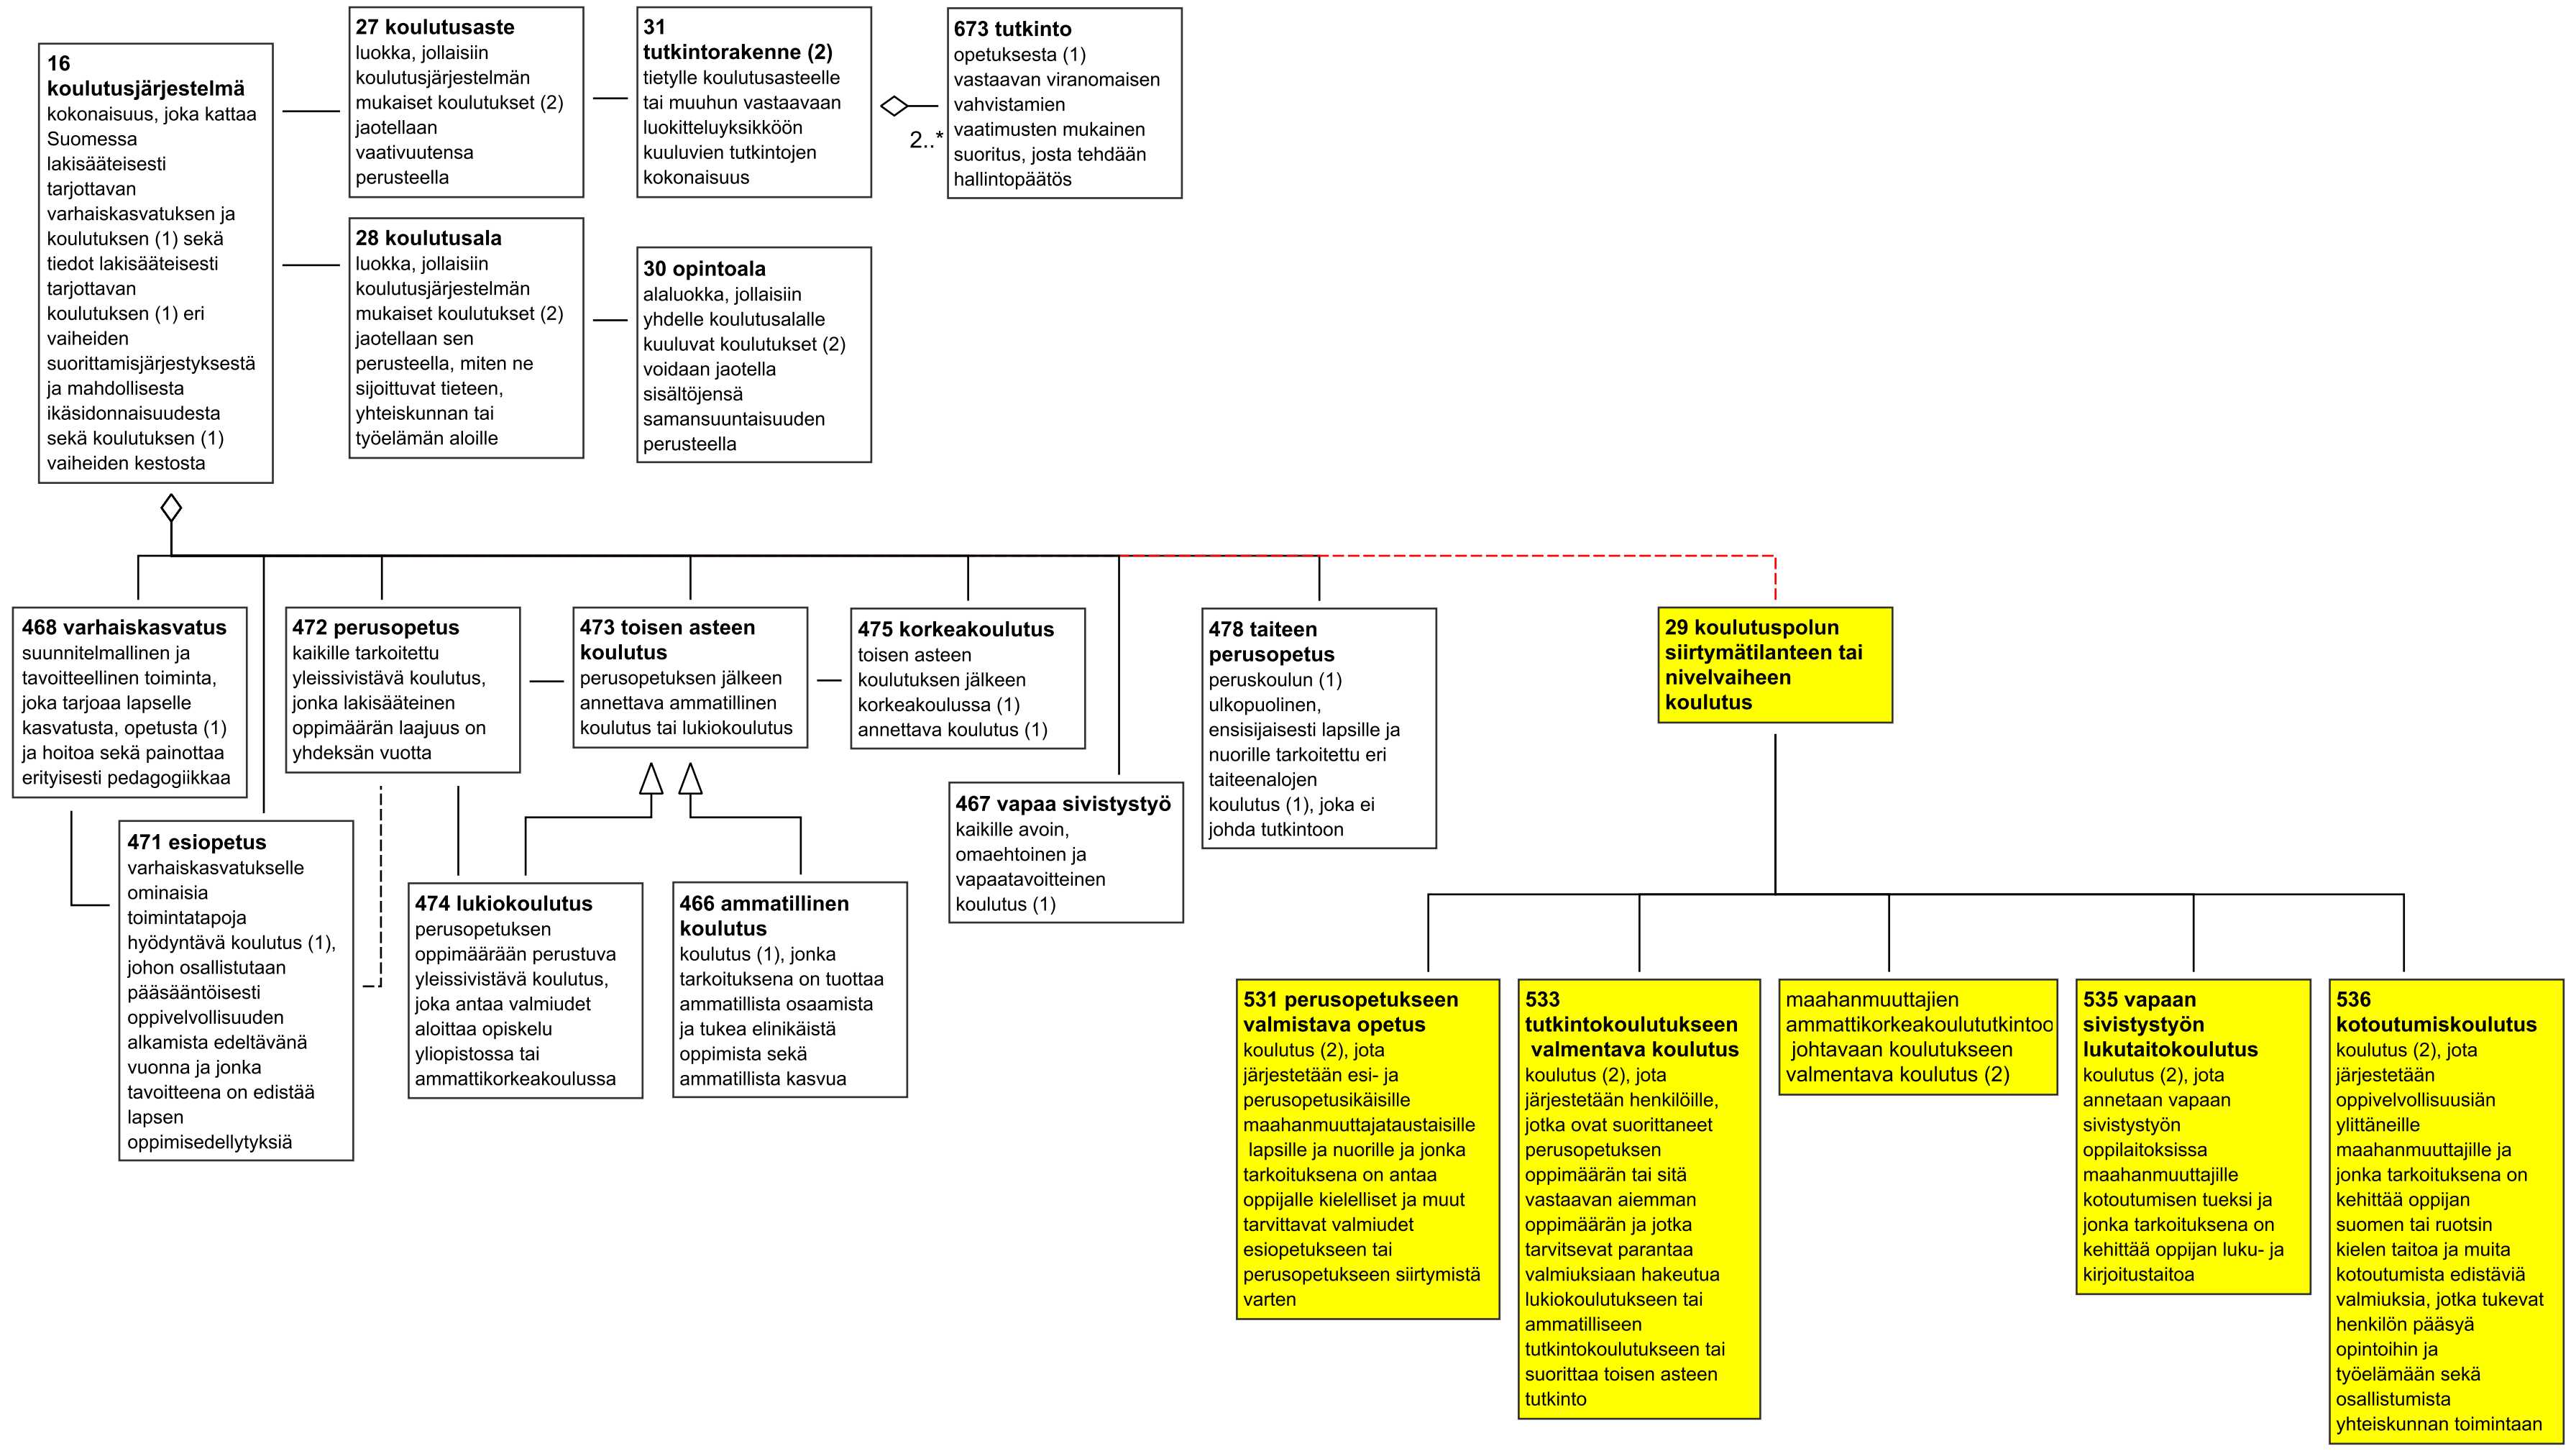 16
koulutusjärjestelmä
kokonaisuus, joka kattaa
Suomessa
lakisääteisesti
tarjottavan
varhaiskasvatuksen ja
koulutuksen (1) sekä
tiedot lakisääteisesti
tarjottavan
koulutuksen (1) eri
vaiheiden
suorittamisjärjestyksestä
ja mahdollisesta
ikäsidonnaisuudesta
sekä koulutuksen (1)
vaiheiden kestosta
27 koulutusaste
luokka, jollaisiin
koulutusjärjestelmän
mukaiset koulutukset (2)
jaotellaan
vaativuutensa
perusteella
31
tutkintorakenne (2)
tietylle koulutusasteelle
tai muuhun vastaavaan
luokitteluyksikköön
kuuluvien tutkintojen
kokonaisuus
2..*
673 tutkinto
opetuksesta (1)
vastaavan viranomaisen
vahvistamien
vaatimusten mukainen
suoritus, josta tehdään
hallintopäätös
28 koulutusala
luokka, jollaisiin
koulutusjärjestelmän
mukaiset koulutukset (2)
jaotellaan sen
perusteella, miten ne
sijoittuvat tieteen,
yhteiskunnan tai
työelämän aloille
30 opintoala
alaluokka, jollaisiin
yhdelle koulutusalalle
kuuluvat koulutukset (2)
voidaan jaotella
sisältöjensä
samansuuntaisuuden
perusteella
468 varhaiskasvatus
suunnitelmallinen ja
tavoitteellinen toiminta,
joka tarjoaa lapselle
kasvatusta, opetusta (1)
ja hoitoa sekä painottaa
erityisesti pedagogiikkaa
472 perusopetus
kaikille tarkoitettu
yleissivistävä koulutus,
jonka lakisääteinen
oppimäärän laajuus on
yhdeksän vuotta
473 toisen asteen
koulutus
perusopetuksen jälkeen
annettava ammatillinen
koulutus tai lukiokoulutus
475 korkeakoulutus
toisen asteen
koulutuksen jälkeen
korkeakoulussa (1)
annettava koulutus (1)
478 taiteen
perusopetus
peruskoulun (1)
ulkopuolinen,
ensisijaisesti lapsille ja
nuorille tarkoitettu eri
taiteenalojen
koulutus (1), joka ei
johda tutkintoon
29 koulutuspolun
siirtymätilanteen tai
nivelvaiheen
koulutus
471 esiopetus
varhaiskasvatukselle
ominaisia
toimintatapoja
hyödyntävä koulutus (1),
johon osallistutaan
pääsääntöisesti
oppivelvollisuuden
alkamista edeltävänä
vuonna ja jonka
tavoitteena on edistää
lapsen
oppimisedellytyksiä
474 lukiokoulutus
perusopetuksen
oppimäärään perustuva
yleissivistävä koulutus,
joka antaa valmiudet
aloittaa opiskelu
yliopistossa tai
ammattikorkeakoulussa
466 ammatillinen
koulutus
koulutus (1), jonka
tarkoituksena on tuottaa
ammatillista osaamista
ja tukea elinikäistä
oppimista sekä
ammatillista kasvua
467 vapaa sivistystyö
kaikille avoin,
omaehtoinen ja
vapaatavoitteinen
koulutus (1)
531 perusopetukseen
valmistava opetus
koulutus (2), jota
järjestetään esi- ja
perusopetusikäisille
maahanmuuttajataustaisille
lapsille ja nuorille ja jonka
tarkoituksena on antaa
oppijalle kielelliset ja muut
tarvittavat valmiudet
esiopetukseen tai
perusopetukseen siirtymistä
varten
533
tutkintokoulutukseen
valmentava koulutus
koulutus (2), jota
järjestetään henkilöille,
jotka ovat suorittaneet
perusopetuksen
oppimäärän tai sitä
vastaavan aiemman
oppimäärän ja jotka
tarvitsevat parantaa
valmiuksiaan hakeutua
lukiokoulutukseen tai
ammatilliseen
tutkintokoulutukseen tai
suorittaa toisen asteen
tutkinto
maahanmuuttajien
ammattikorkeakoulututkintoo
johtavaan koulutukseen
valmentava koulutus (2)
535 vapaan
sivistystyön
lukutaitokoulutus
koulutus (2), jota
annetaan vapaan
sivistystyön
oppilaitoksissa
maahanmuuttajille
kotoutumisen tueksi ja
jonka tarkoituksena on
kehittää oppijan luku- ja
kirjoitustaitoa
536
kotoutumiskoulutus
koulutus (2), jota
järjestetään
oppivelvollisuusiän
ylittäneille
maahanmuuttajille ja
jonka tarkoituksena on
kehittää oppijan
suomen tai ruotsin
kielen taitoa ja muita
kotoutumista edistäviä
valmiuksia, jotka tukevat
henkilön pääsyä
opintoihin ja
työelämään sekä
osallistumista
yhteiskunnan toimintaan